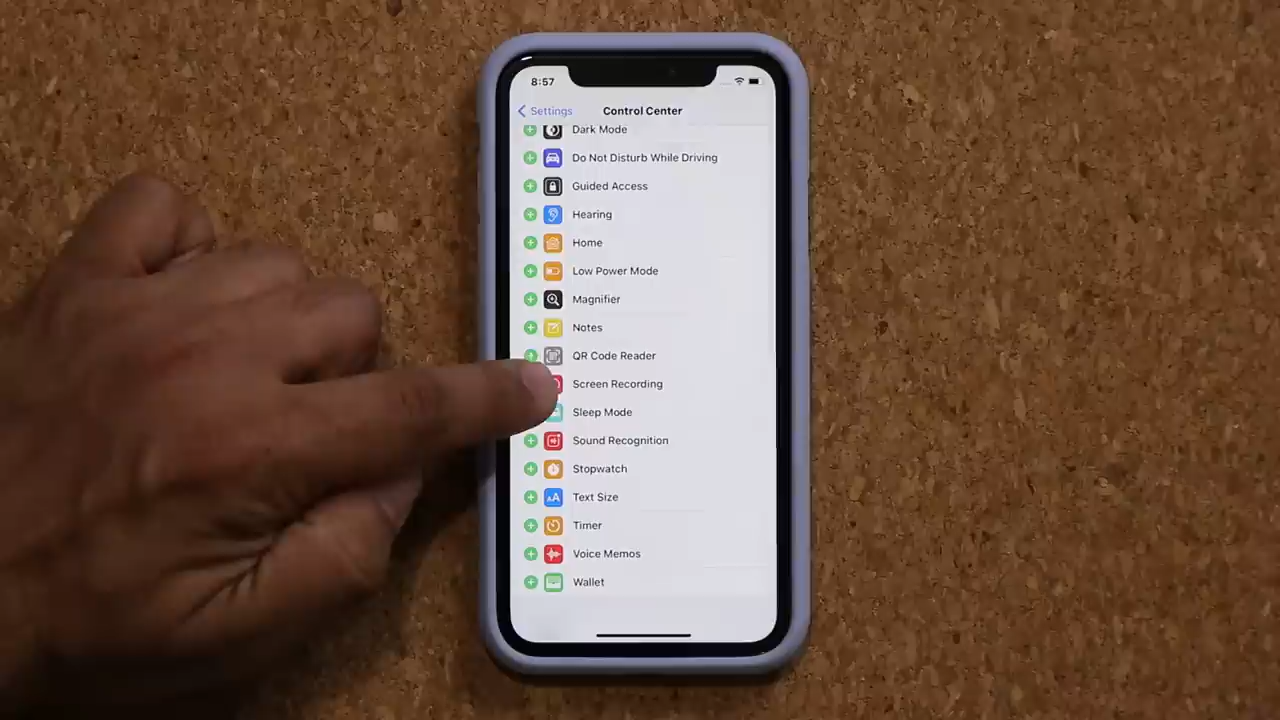 8:57
Settings
Control Center
Dark Mode
Do Not Disturb While Driving
Guided Access
Hearing
Home
Low Power Mode
Magnifier
Notes
QR Code Reader
Screen Recording
Sleep Mode
Sound Recognition
Stopwatch
AA Text Size
Timer
Voice Memos
Wallet